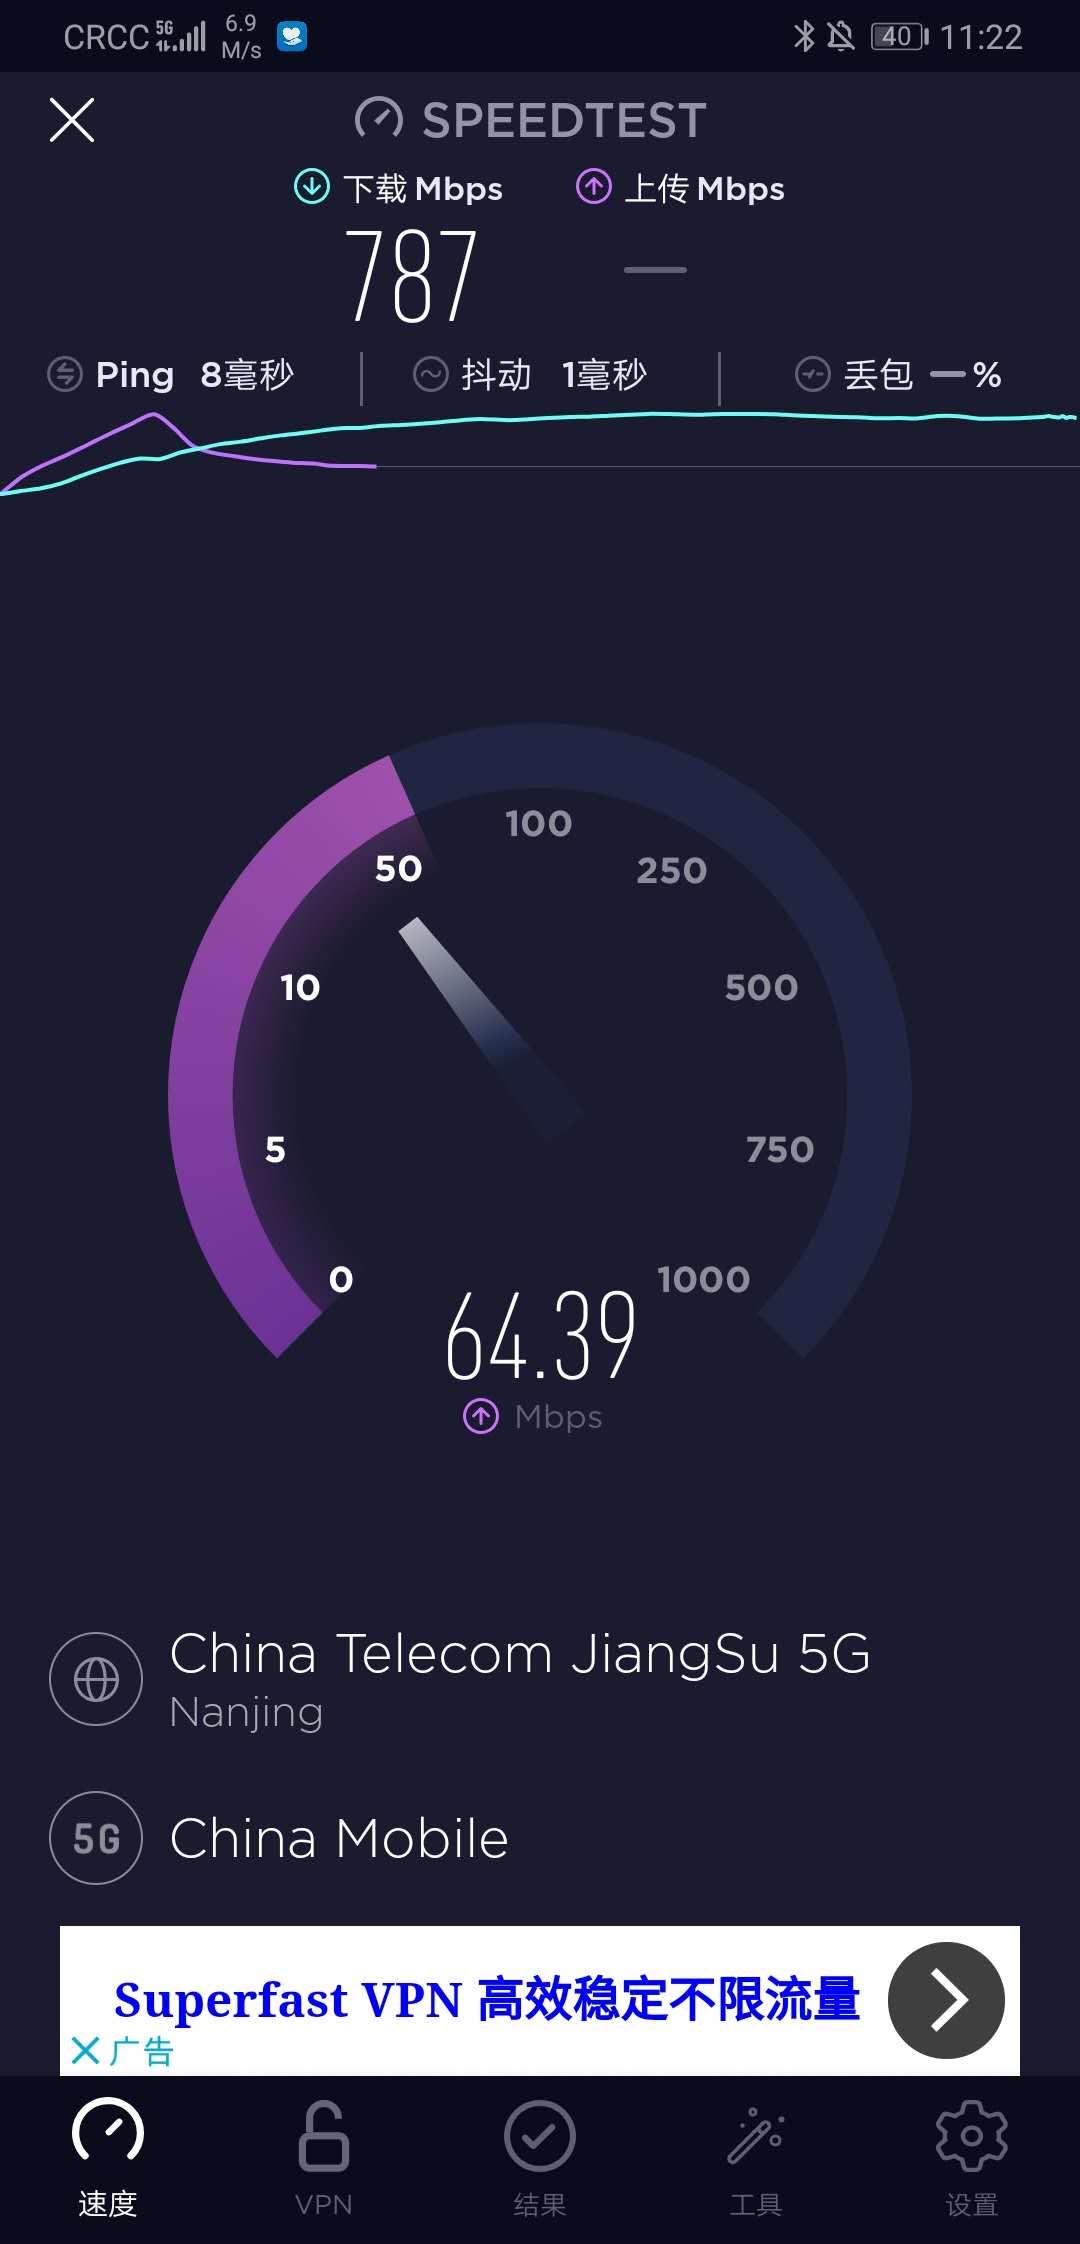 CRCC 5G 6.9 M/s 40 11:22
SPEEDTEST
下载 Mbps 上传 Mbps
787 —
Ping 8毫秒 抖动 1毫秒 丢包 — %
100
50 250
10 500
5 750
0 1000
64.39
Mbps
China Telecom JiangSu 5G
Nanjing
5G China Mobile
Superfast VPN 高效稳定不限流量
广告
速度 VPN 结果 工具 设置